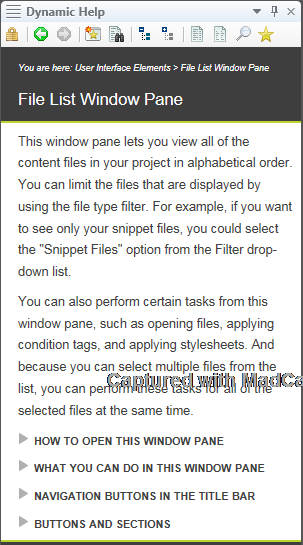 Dynamic Help
You are here: User Interface Elements > File List Window Pane
File List Window Pane
This window pane lets you view all of the
content files in your project in alphabetical order.
You can limit the files that are displayed by
using the file type filter. For example, if you want
to see only your snippet files, you could select
the "Snippet Files" option from the Filter drop-
down list.
You can also perform certain tasks from this
window pane, such as opening files, applying
condition tags, and applying stylesheets. And
because you can select multiple files from the
Captured with MadCa
list, you can perform these tasks for all of the
selected files at the same time.
HOW TO OPEN THIS WINDOW PANE
WHAT YOU CAN DO IN THIS WINDOW PANE
NAVIGATION BUTTONS IN THE TITLE BAR
BUTTONS AND SECTIONS